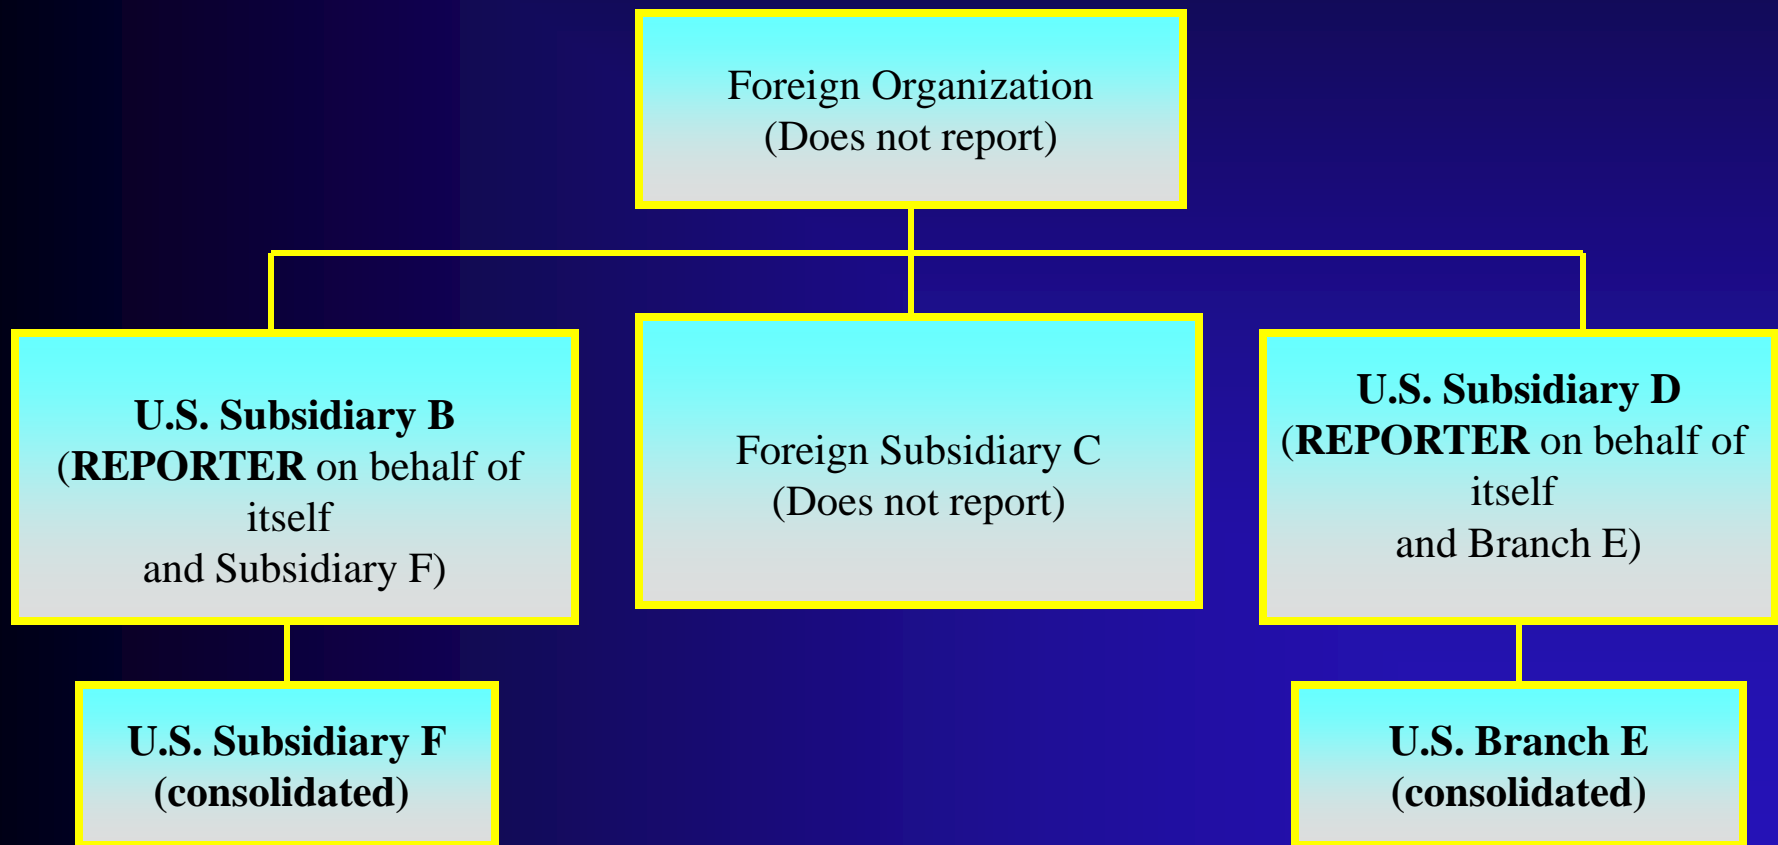 Foreign Organization
(Does not report)
U.S. Subsidiary B
(REPORTER on behalf of
itself
and Subsidiary F)
Foreign Subsidiary C
(Does not report)
U.S. Subsidiary D
(REPORTER on behalf of
itself
and Branch E)
U.S. Subsidiary F
(consolidated)
U.S. Branch E
(consolidated)